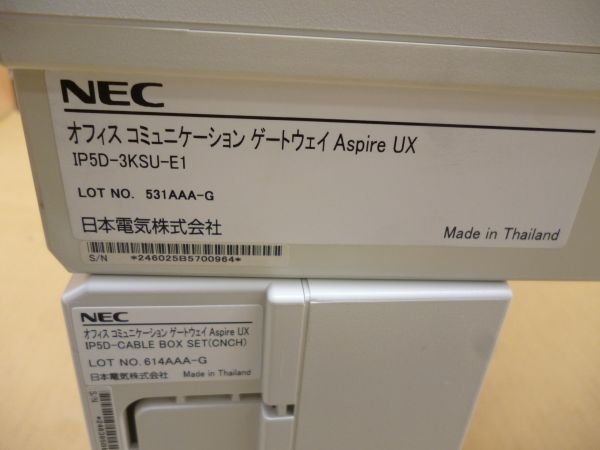 NEC
オフィス コミュニケーション ゲートウェイ Aspire UX
IP5D-3KSU-E1
LOT NO. 531AAA-G
日本電気株式会社
Made in Thailand
S/N *246025B5700964*
NEC
オフィス コミュニケーション ゲートウェイ Aspire UX
IP5D-CABLE BOX SET(CNCH)
LOT NO.614AAA-G
日本電気株式会社 Made in Thailand
S/N